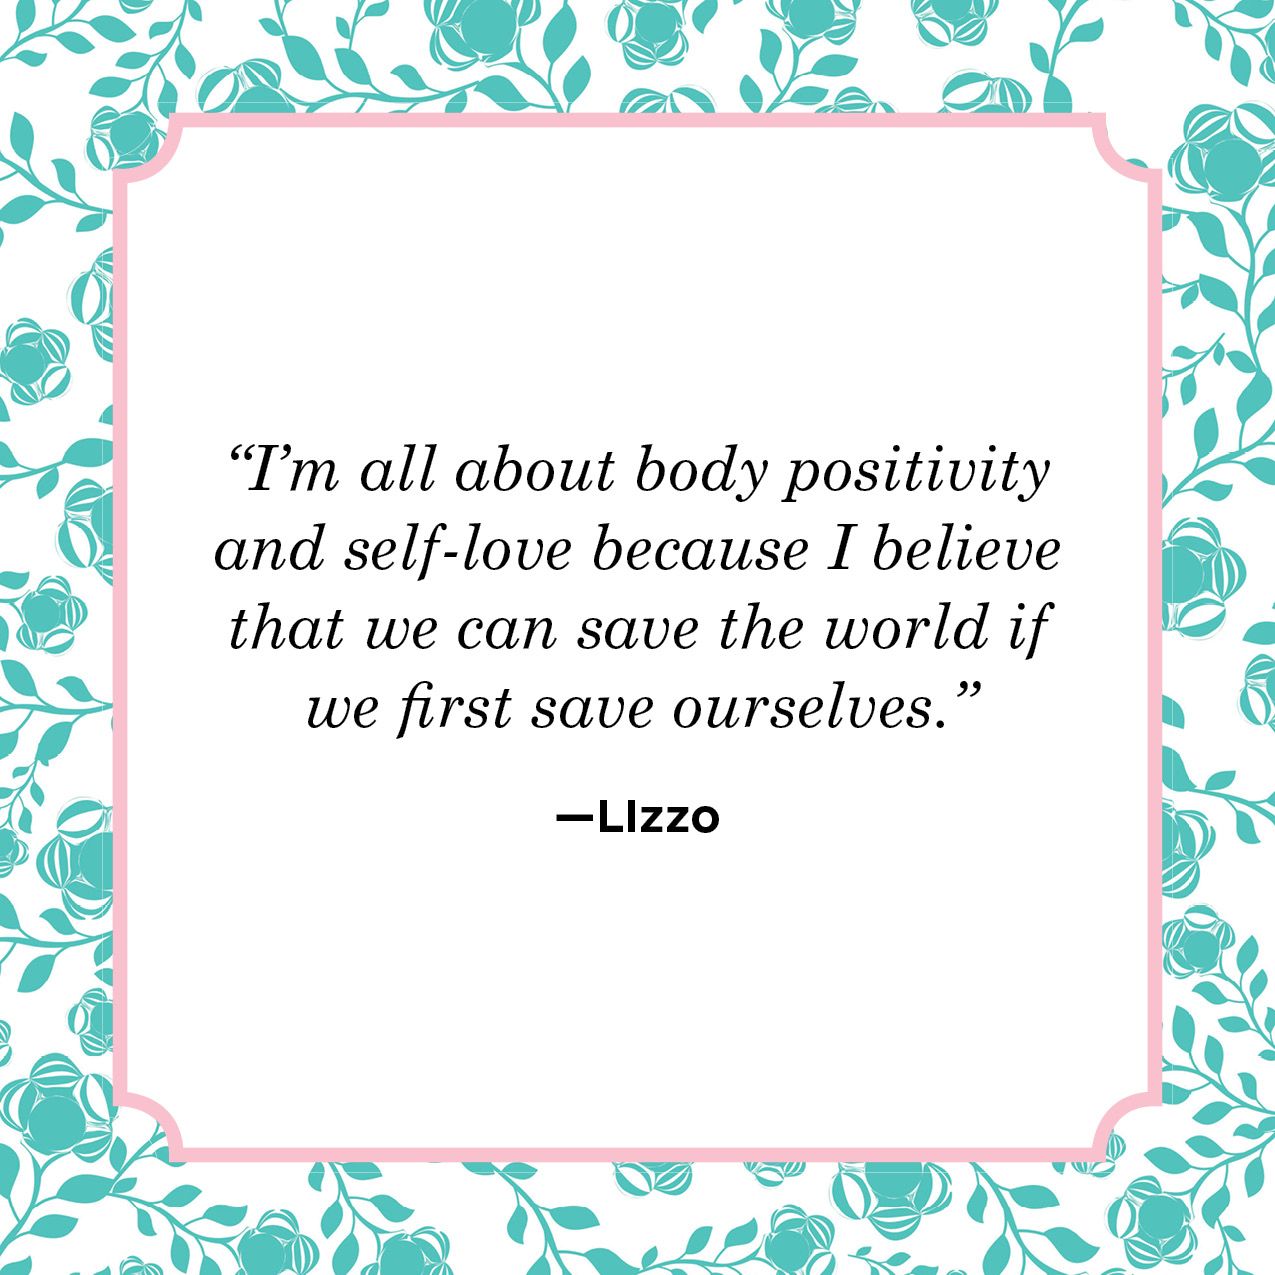 “I’m all about body positivity
and self-love because I believe
that we can save the world if
we first save ourselves.”
—LIzzo